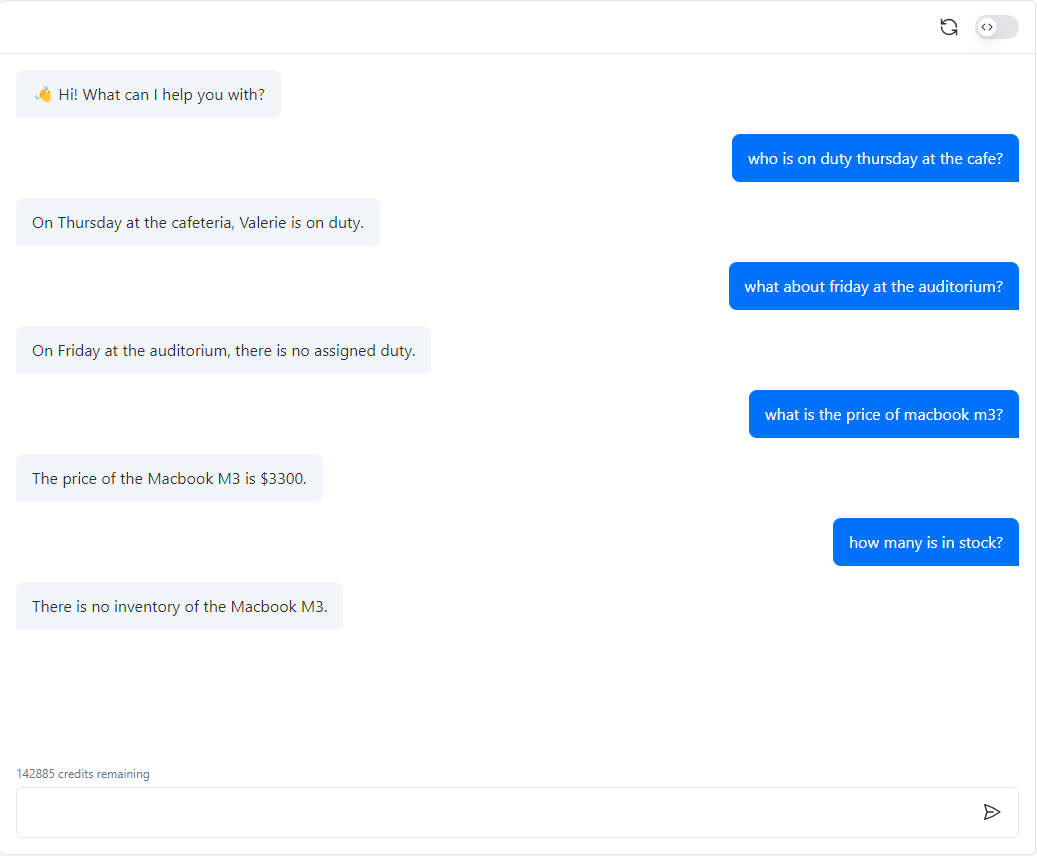 👋 Hi! What can I help you with?
who is on duty thursday at the cafe?
On Thursday at the cafeteria, Valerie is on duty.
what about friday at the auditorium?
On Friday at the auditorium, there is no assigned duty.
what is the price of macbook m3?
The price of the Macbook M3 is $3300.
how many is in stock?
There is no inventory of the Macbook M3.
142885 credits remaining